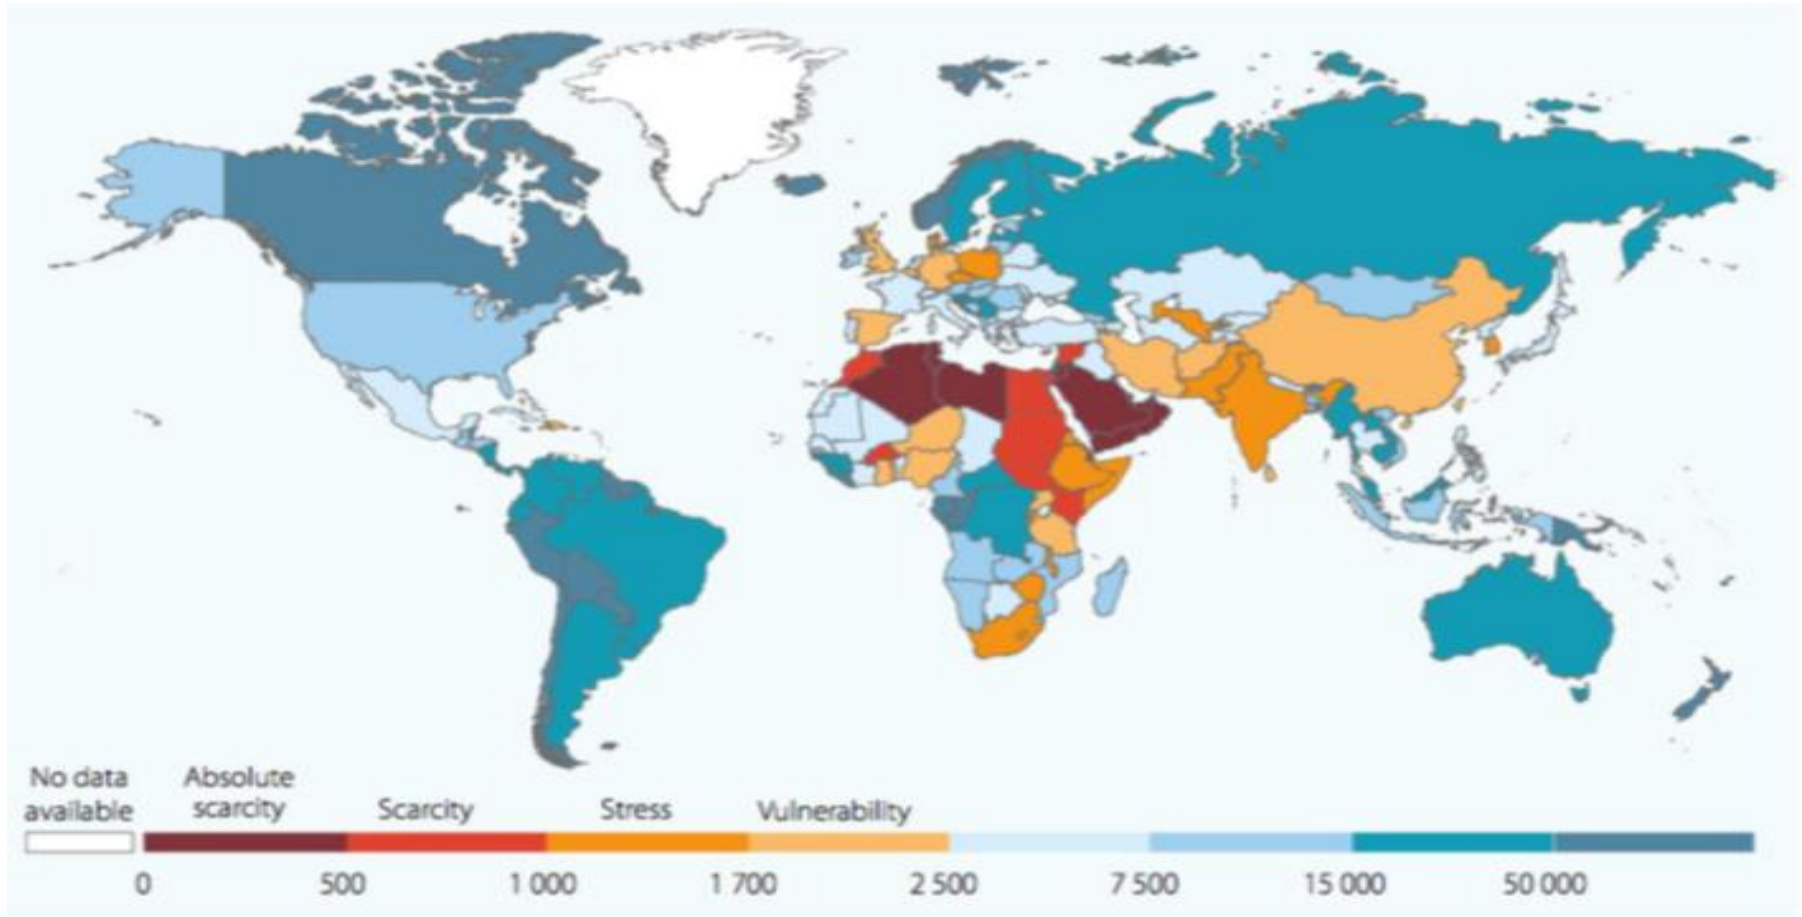 No data
available
Absolute
scarcity
Scarcity
Stress
Vulnerability
0 500 1 000 1 700 2 500 7 500 15 000 50 000